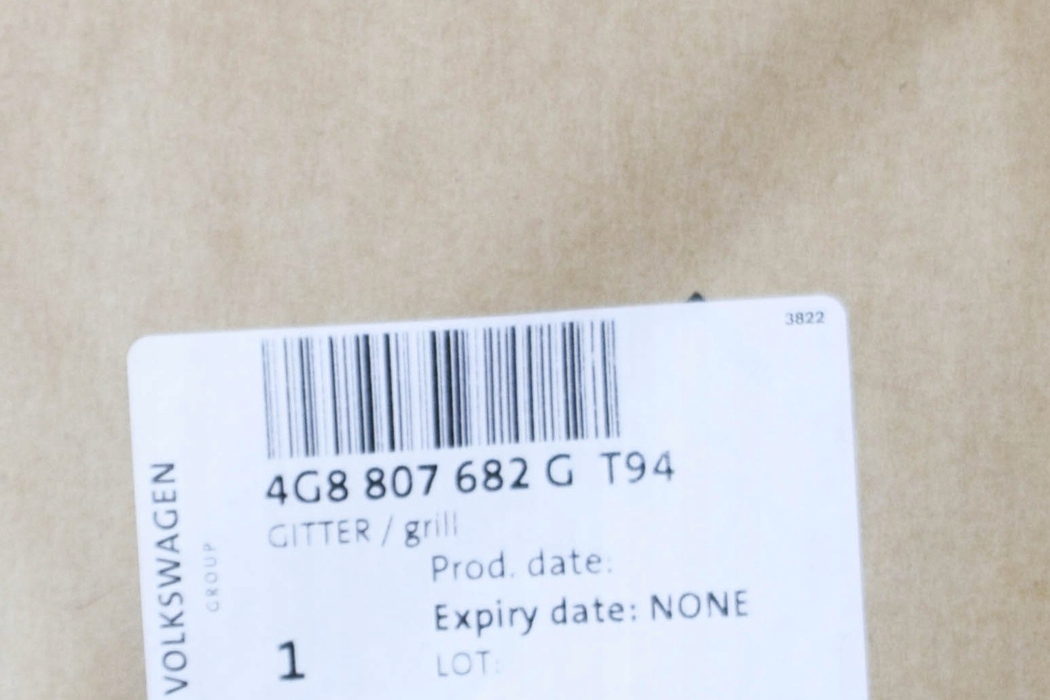 3822
4G8 807 682 G T94
GITTER / grill
Prod. date:
Expiry date: NONE
1
LOT:
VOLKSWAGEN
GROUP